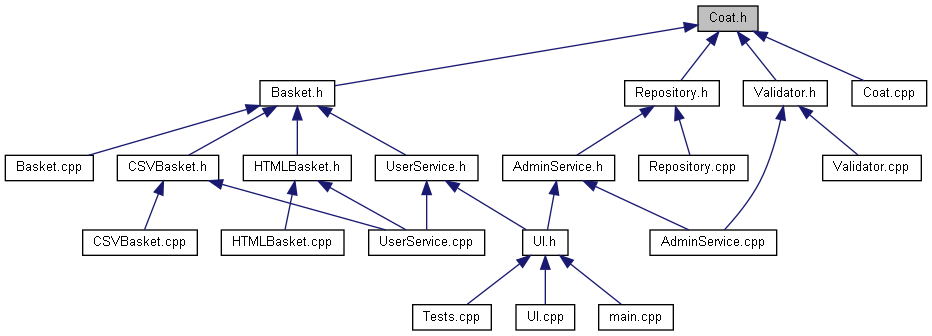 Coat.h
Basket.h
Repository.h
Validator.h
Coat.cpp
Basket.cpp
CSVBasket.h
HTMLBasket.h
UserService.h
AdminService.h
Repository.cpp
Validator.cpp
CSVBasket.cpp
HTMLBasket.cpp
UserService.cpp
UI.h
AdminService.cpp
Tests.cpp
UI.cpp
main.cpp